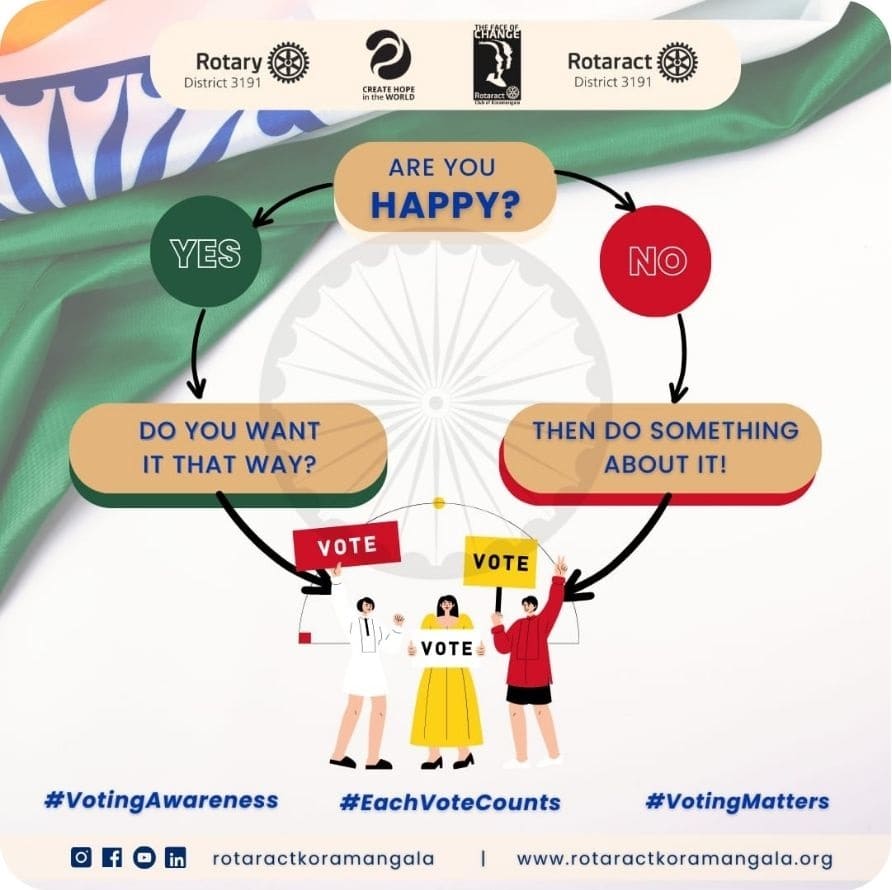 Rotary
District 3191
CREATE HOPE
in the WORLD
THE FACE OF
CHANGE
Rotaract
Club of Koramangala
Rotaract
District 3191
ARE YOU
HAPPY?
YES
NO
DO YOU WANT
IT THAT WAY?
THEN DO SOMETHING
ABOUT IT!
VOTE
VOTE
VOTE
#VotingAwareness
#EachVoteCounts
#VotingMatters
rotaractkoramangala | www.rotaractkoramangala.org